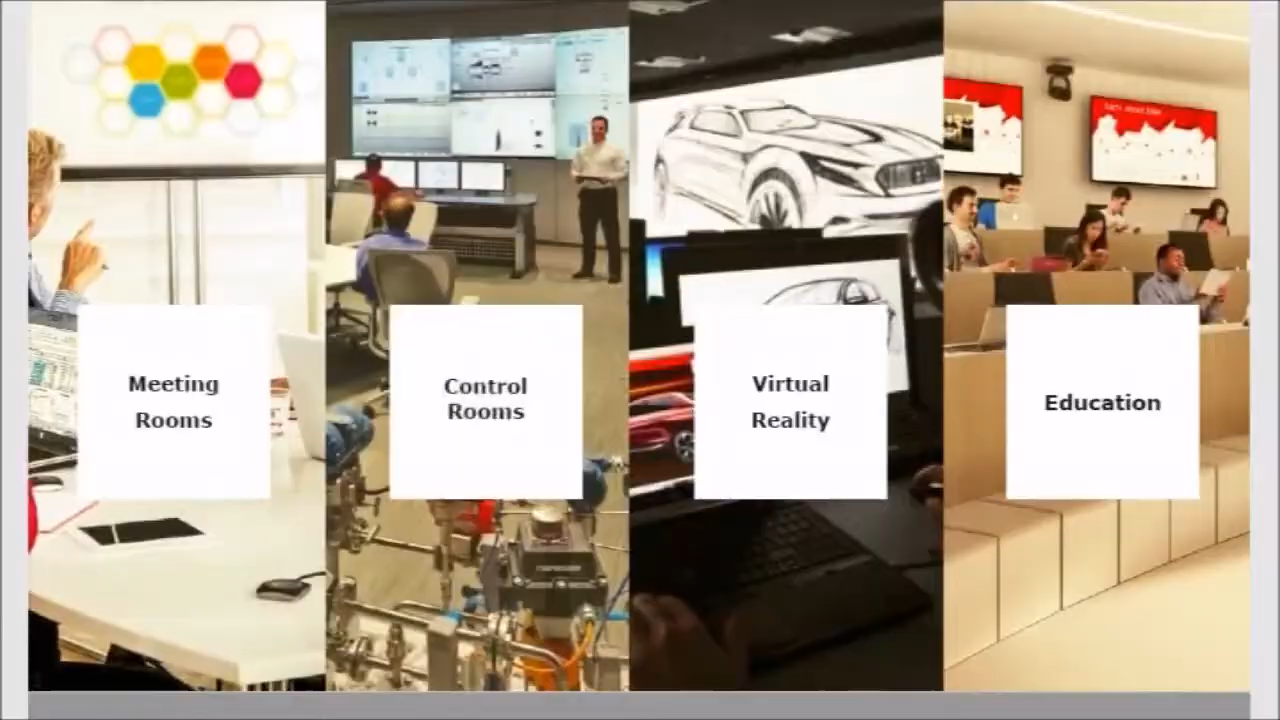 Meeting
Rooms
Control
Rooms
Virtual
Reality
Education